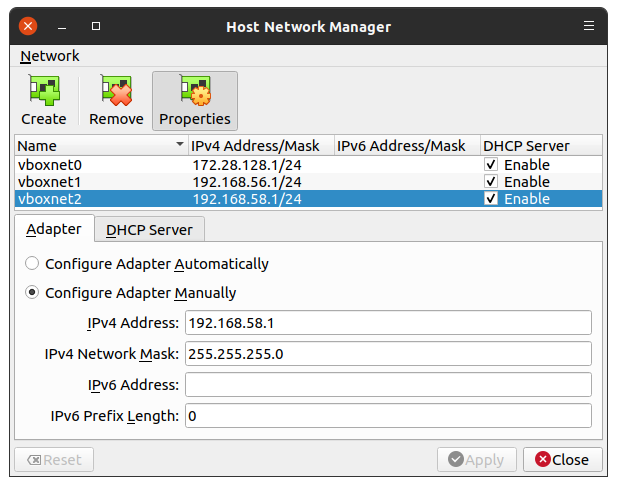 Host Network Manager
Network
Create Remove Properties
Name IPv4 Address/Mask IPv6 Address/Mask DHCP Server
vboxnet0 172.28.128.1/24 Enable
vboxnet1 192.168.56.1/24 Enable
vboxnet2 192.168.58.1/24 Enable
Adapter DHCP Server
Configure Adapter Automatically
Configure Adapter Manually
IPv4 Address: 192.168.58.1
IPv4 Network Mask: 255.255.255.0
IPv6 Address:
IPv6 Prefix Length: 0
Reset Apply Close